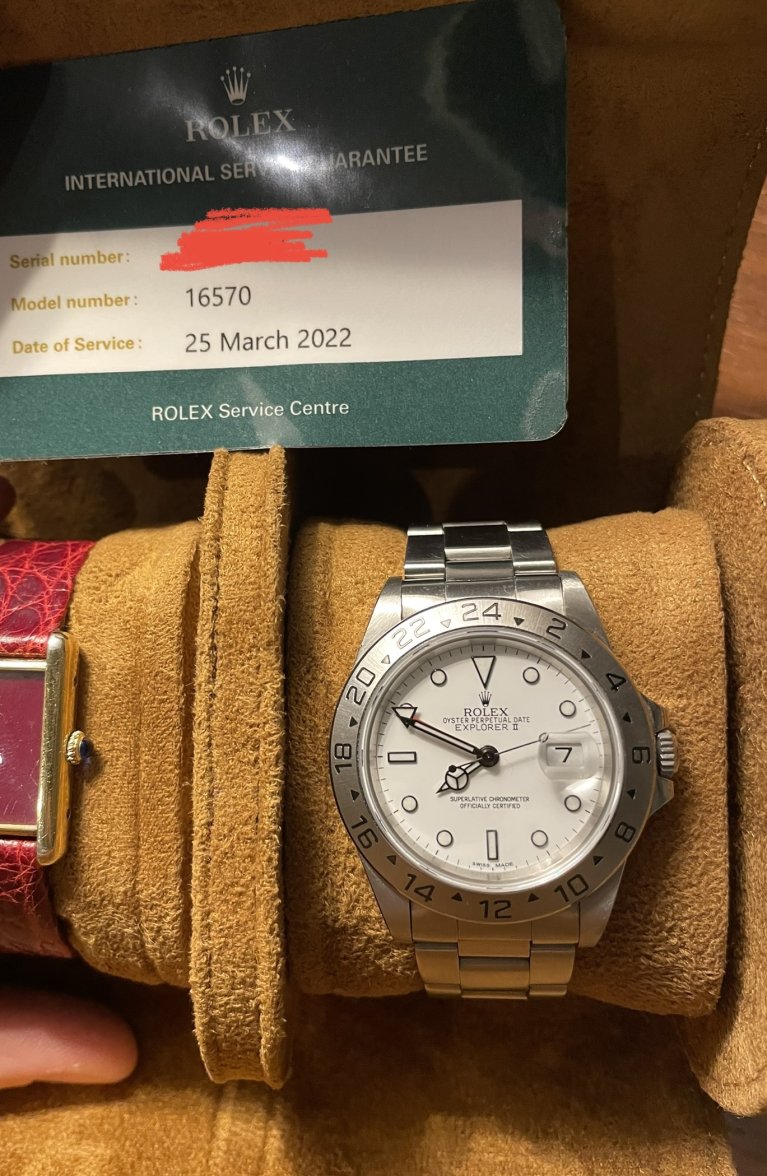 ROLEX
INTERNATIONAL SERVICE GUARANTEE
Serial number:
Model number: 16570
Date of Service: 25 March 2022
ROLEX Service Centre
24
2
4
6
8
10
12
14
16
18
20
22
ROLEX
OYSTER PERPETUAL DATE
EXPLORER II
7
SUPERLATIVE CHRONOMETER
OFFICIALLY CERTIFIED
SWISS MADE